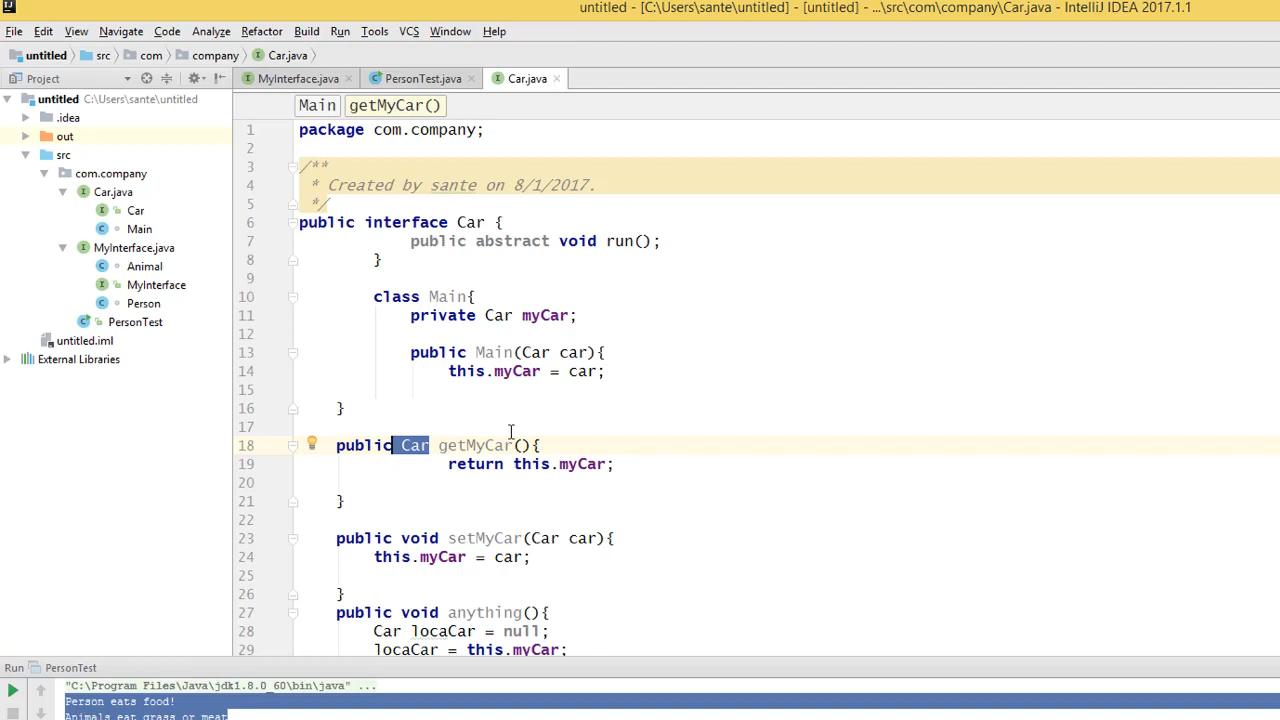 untitled - [C:\Users\sante\untitled] - [untitled] - ...\src\com\company\Car.java - IntelliJ IDEA 2017.1.1
File Edit View Navigate Code Analyze Refactor Build Run Tools VCS Window Help
untitled src com company Car.java
Project MyInterface.java PersonTest.java Car.java
untitled C:\Users\sante\untitled
.idea
out
src
com.company
Car.java
Car
Main
MyInterface.java
Animal
MyInterface
Person
PersonTest
untitled.iml
External Libraries
Main getMyCar()
1 package com.company;
2
3 /**
4 * Created by sante on 8/1/2017.
5 */
6 public interface Car {
7 public abstract void run();
8 }
9
10 class Main{
11 private Car myCar;
12
13 public Main(Car car){
14 this.myCar = car;
15
16 }
17
18 public Car getMyCar(){
19 return this.myCar;
20
21 }
22
23 public void setMyCar(Car car){
24 this.myCar = car;
25
26 }
27 public void anything(){
28 Car locaCar = null;
29 locaCar = this.myCar;
Run PersonTest
"C:\Program Files\Java\jdk1.8.0_60\bin\java" ...
Person eats food!
Animals eat grass or meat